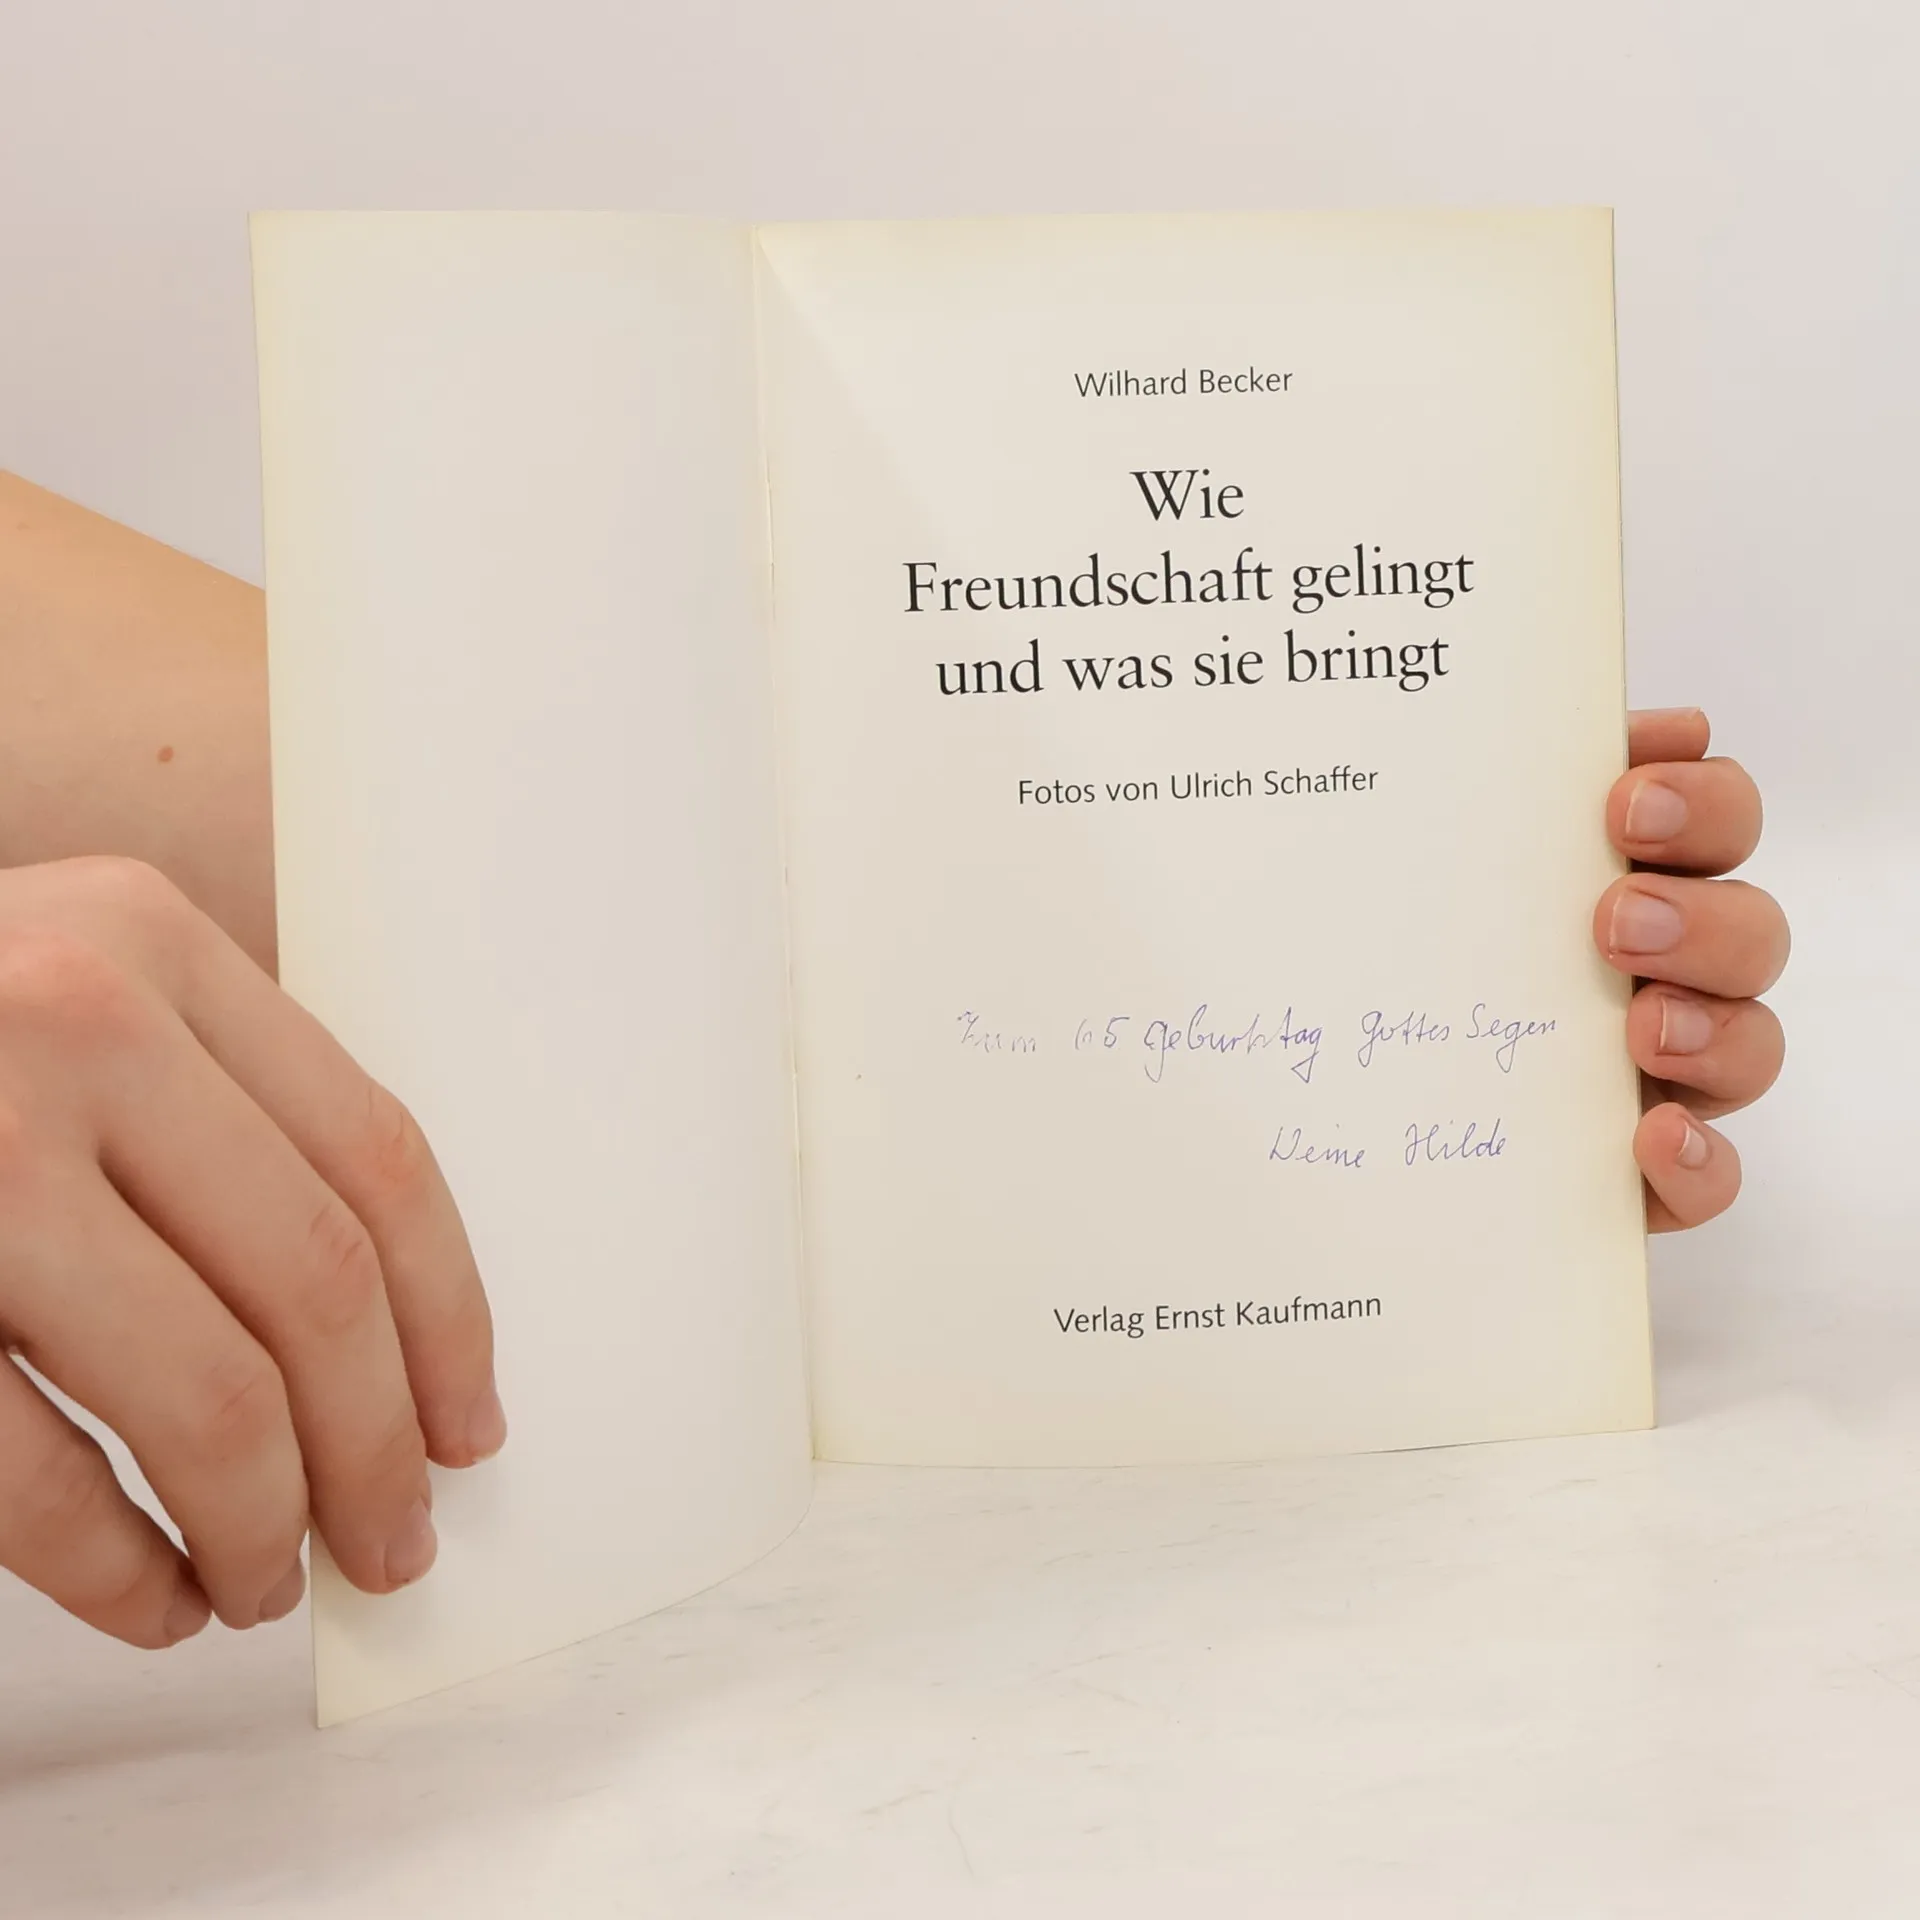 Wilhard Becker
Wie
Freundschaft gelingt
und was sie bringt
Fotos von Ulrich Schaffer
Zum 65 Geburtstag Gottes Segen
Deine Hilde
Verlag Ernst Kaufmann